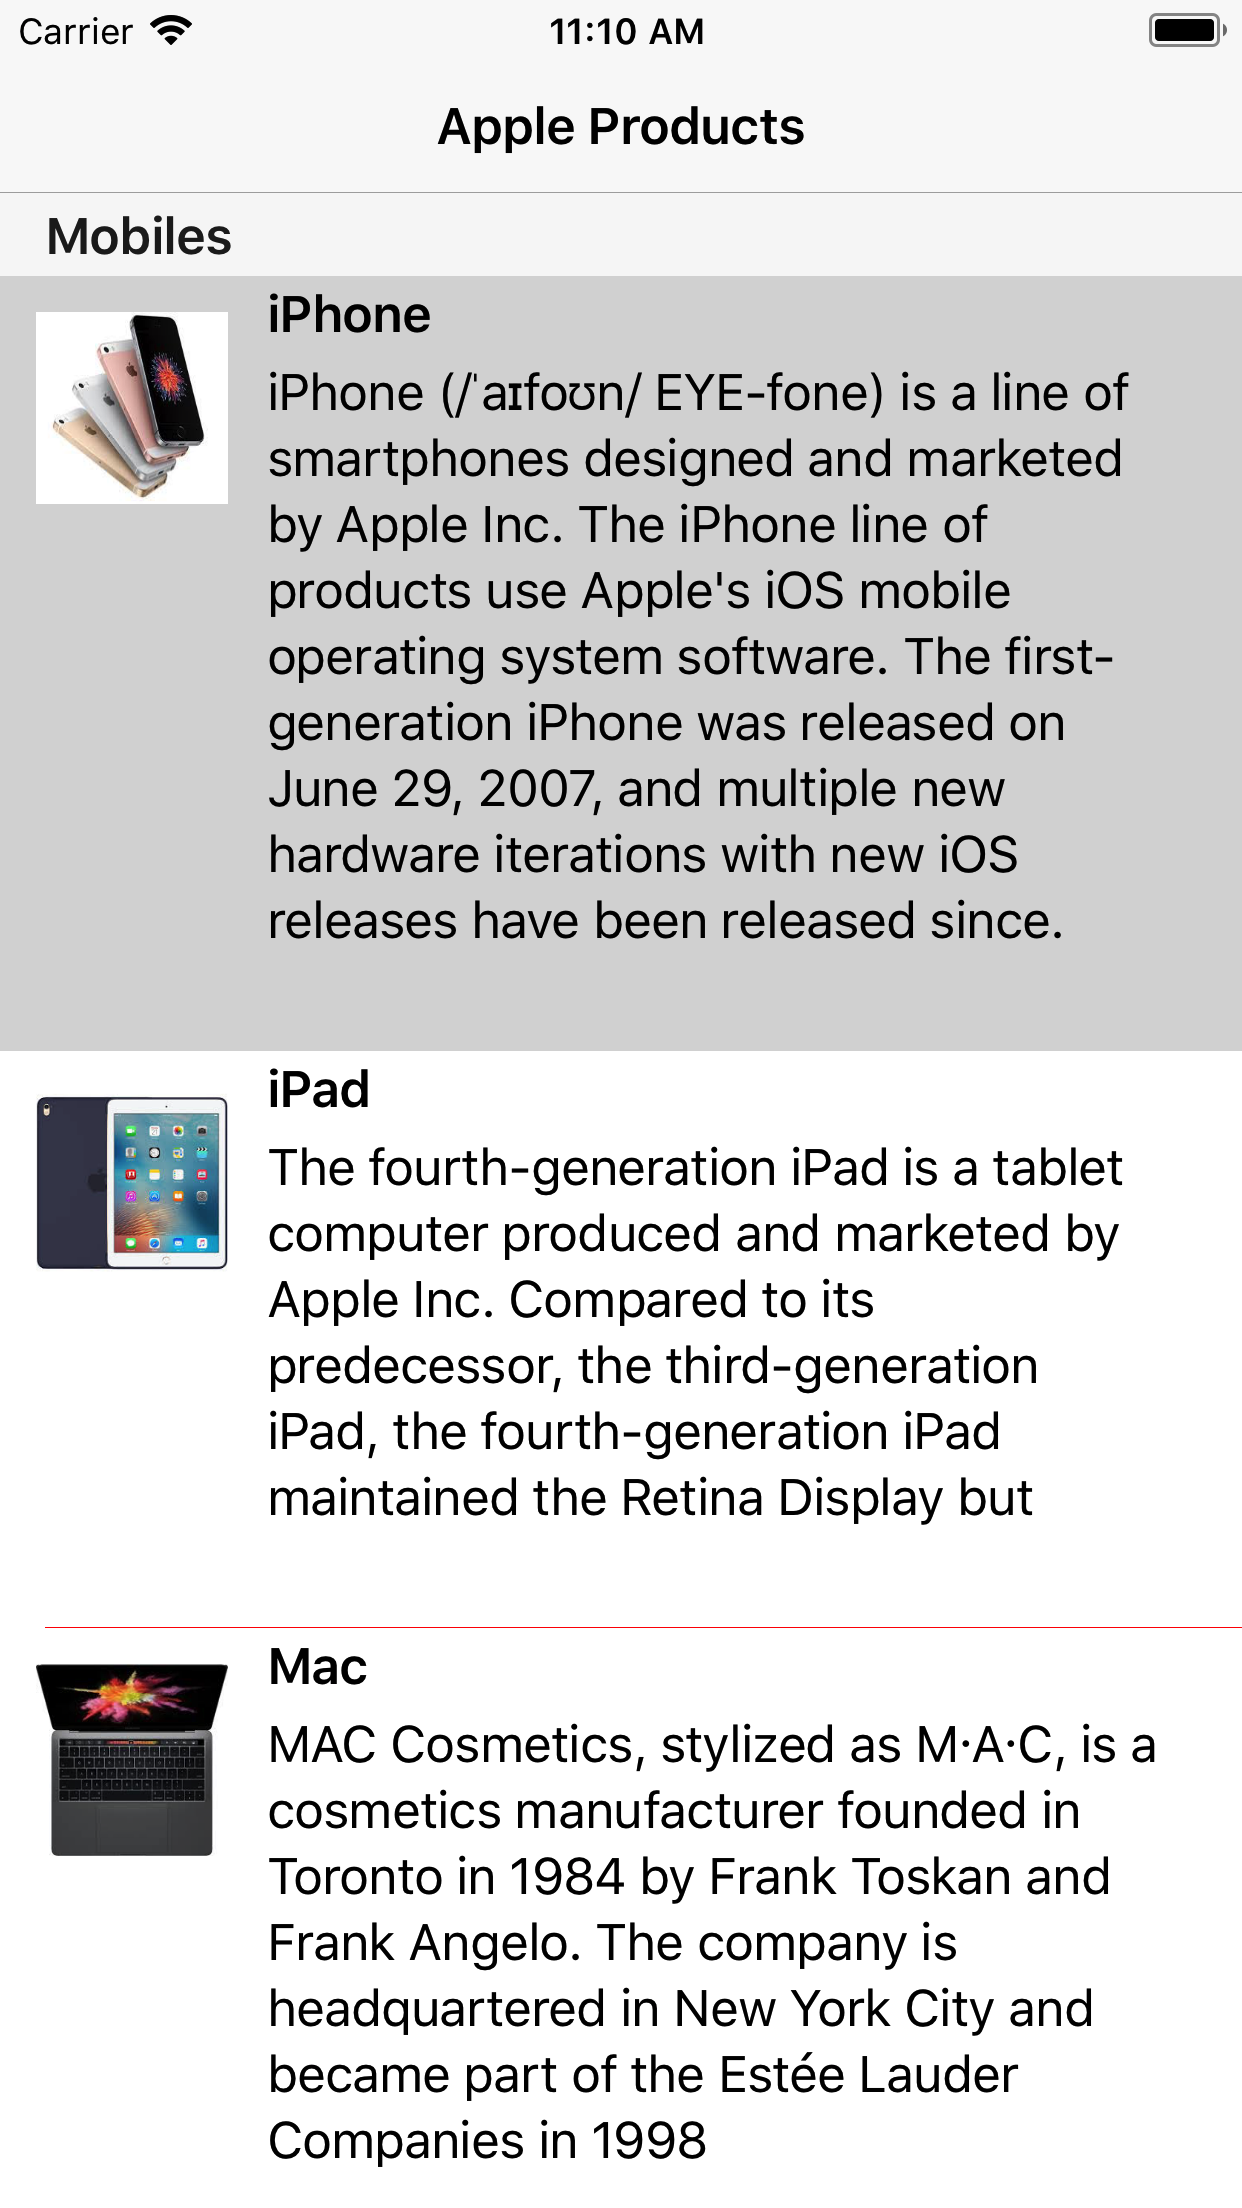 Carrier 11:10 AM
Apple Products
Mobiles
iPhone
iPhone (/ˈaɪfoʊn/ EYE-fone) is a line of
smartphones designed and marketed
by Apple Inc. The iPhone line of
products use Apple's iOS mobile
operating system software. The first-
generation iPhone was released on
June 29, 2007, and multiple new
hardware iterations with new iOS
releases have been released since.
iPad
The fourth-generation iPad is a tablet
computer produced and marketed by
Apple Inc. Compared to its
predecessor, the third-generation
iPad, the fourth-generation iPad
maintained the Retina Display but
Mac
MAC Cosmetics, stylized as M·A·C, is a
cosmetics manufacturer founded in
Toronto in 1984 by Frank Toskan and
Frank Angelo. The company is
headquartered in New York City and
became part of the Estée Lauder
Companies in 1998